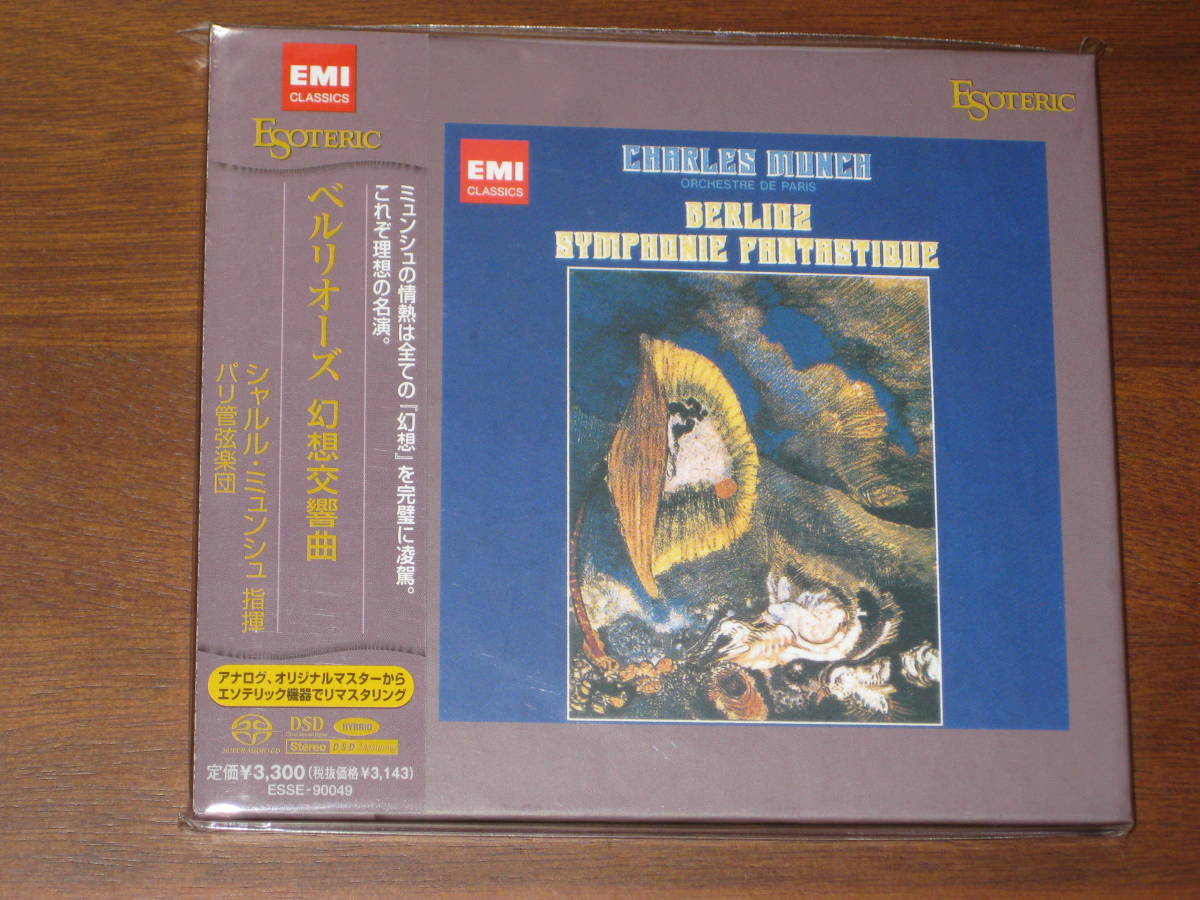 EMI
CLASSICS
ESOTERIC
ミュンシュの情熱は全ての『幻想』を完璧に凌駕。
これぞ理想の名演。
ベルリオーズ 幻想交響曲
シャルル・ミュンシュ 指揮
パリ管弦楽団
アナログ、オリジナルマスターから
エソテリック機器でリマスタリング
SUPER AUDIO CD
DSD
HYBRID
Stereo
DSD Mastering
定価¥3,300(税抜価格¥3,143)
ESSE-90049
ESOTERIC
EMI
CLASSICS
CHARLES MUNCH
ORCHESTRE DE PARIS
BERLIOZ
SYMPHONIE FANTASTIQUE